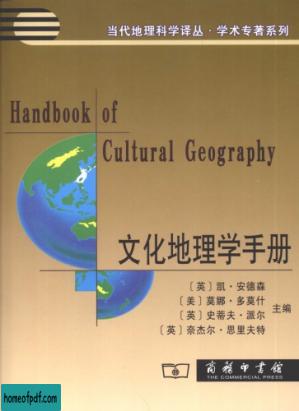 当代地理科学译丛·学术专著系列
Handbook of
Cultural Geography
文化地理学手册
〔英〕凯·安德森
〔美〕莫娜·多莫什
〔英〕史蒂夫·派尔
〔英〕奈杰尔·思里夫特
主编
商務印書館
homeofpdf.com